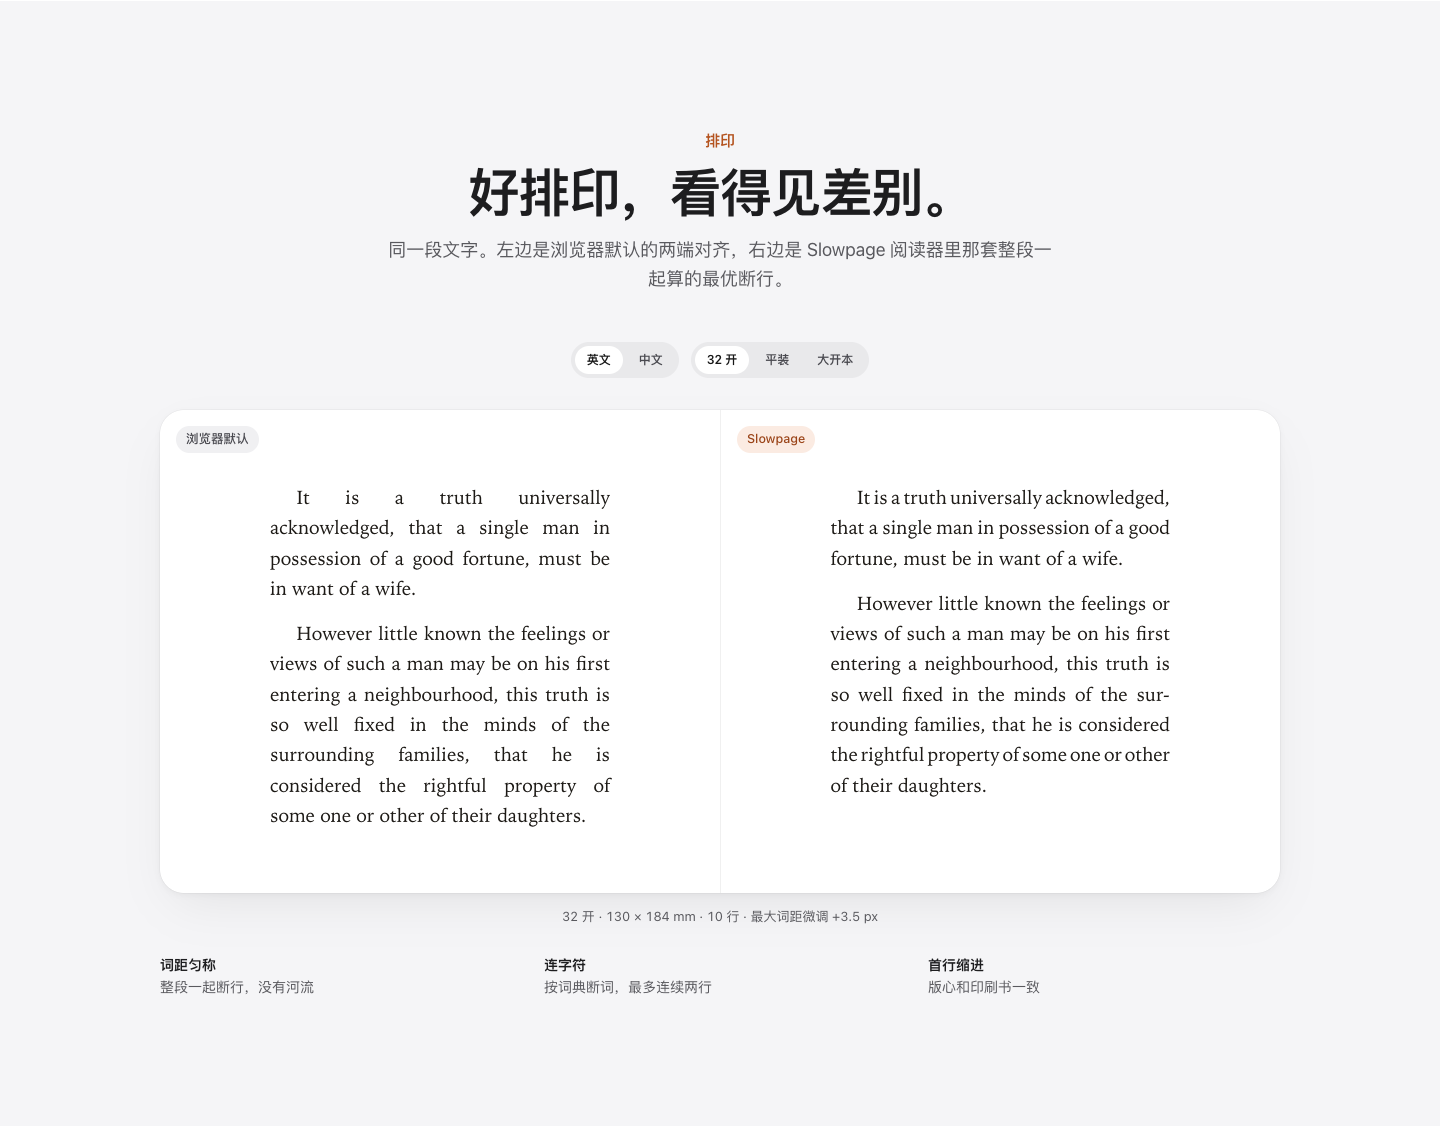 排印
好排印，看得见差别。
同一段文字。左边是浏览器默认的两端对齐，右边是 Slowpage 阅读器里那套整段一
起算的最优断行。
英文 中文 32 开 平装 大开本
浏览器默认
It is a truth universally
acknowledged, that a single man in
possession of a good fortune, must be
in want of a wife.
However little known the feelings or
views of such a man may be on his first
entering a neighbourhood, this truth is
so well fixed in the minds of the
surrounding families, that he is
considered the rightful property of
some one or other of their daughters.
Slowpage
It is a truth universally acknowledged,
that a single man in possession of a good
fortune, must be in want of a wife.
However little known the feelings or
views of such a man may be on his first
entering a neighbourhood, this truth is
so well fixed in the minds of the sur-
rounding families, that he is considered
the rightful property of some one or other
of their daughters.
32 开 · 130 × 184 mm · 10 行 · 最大词距微调 +3.5 px
词距匀称
整段一起断行，没有河流
连字符
按词典断词，最多连续两行
首行缩进
版心和印刷书一致